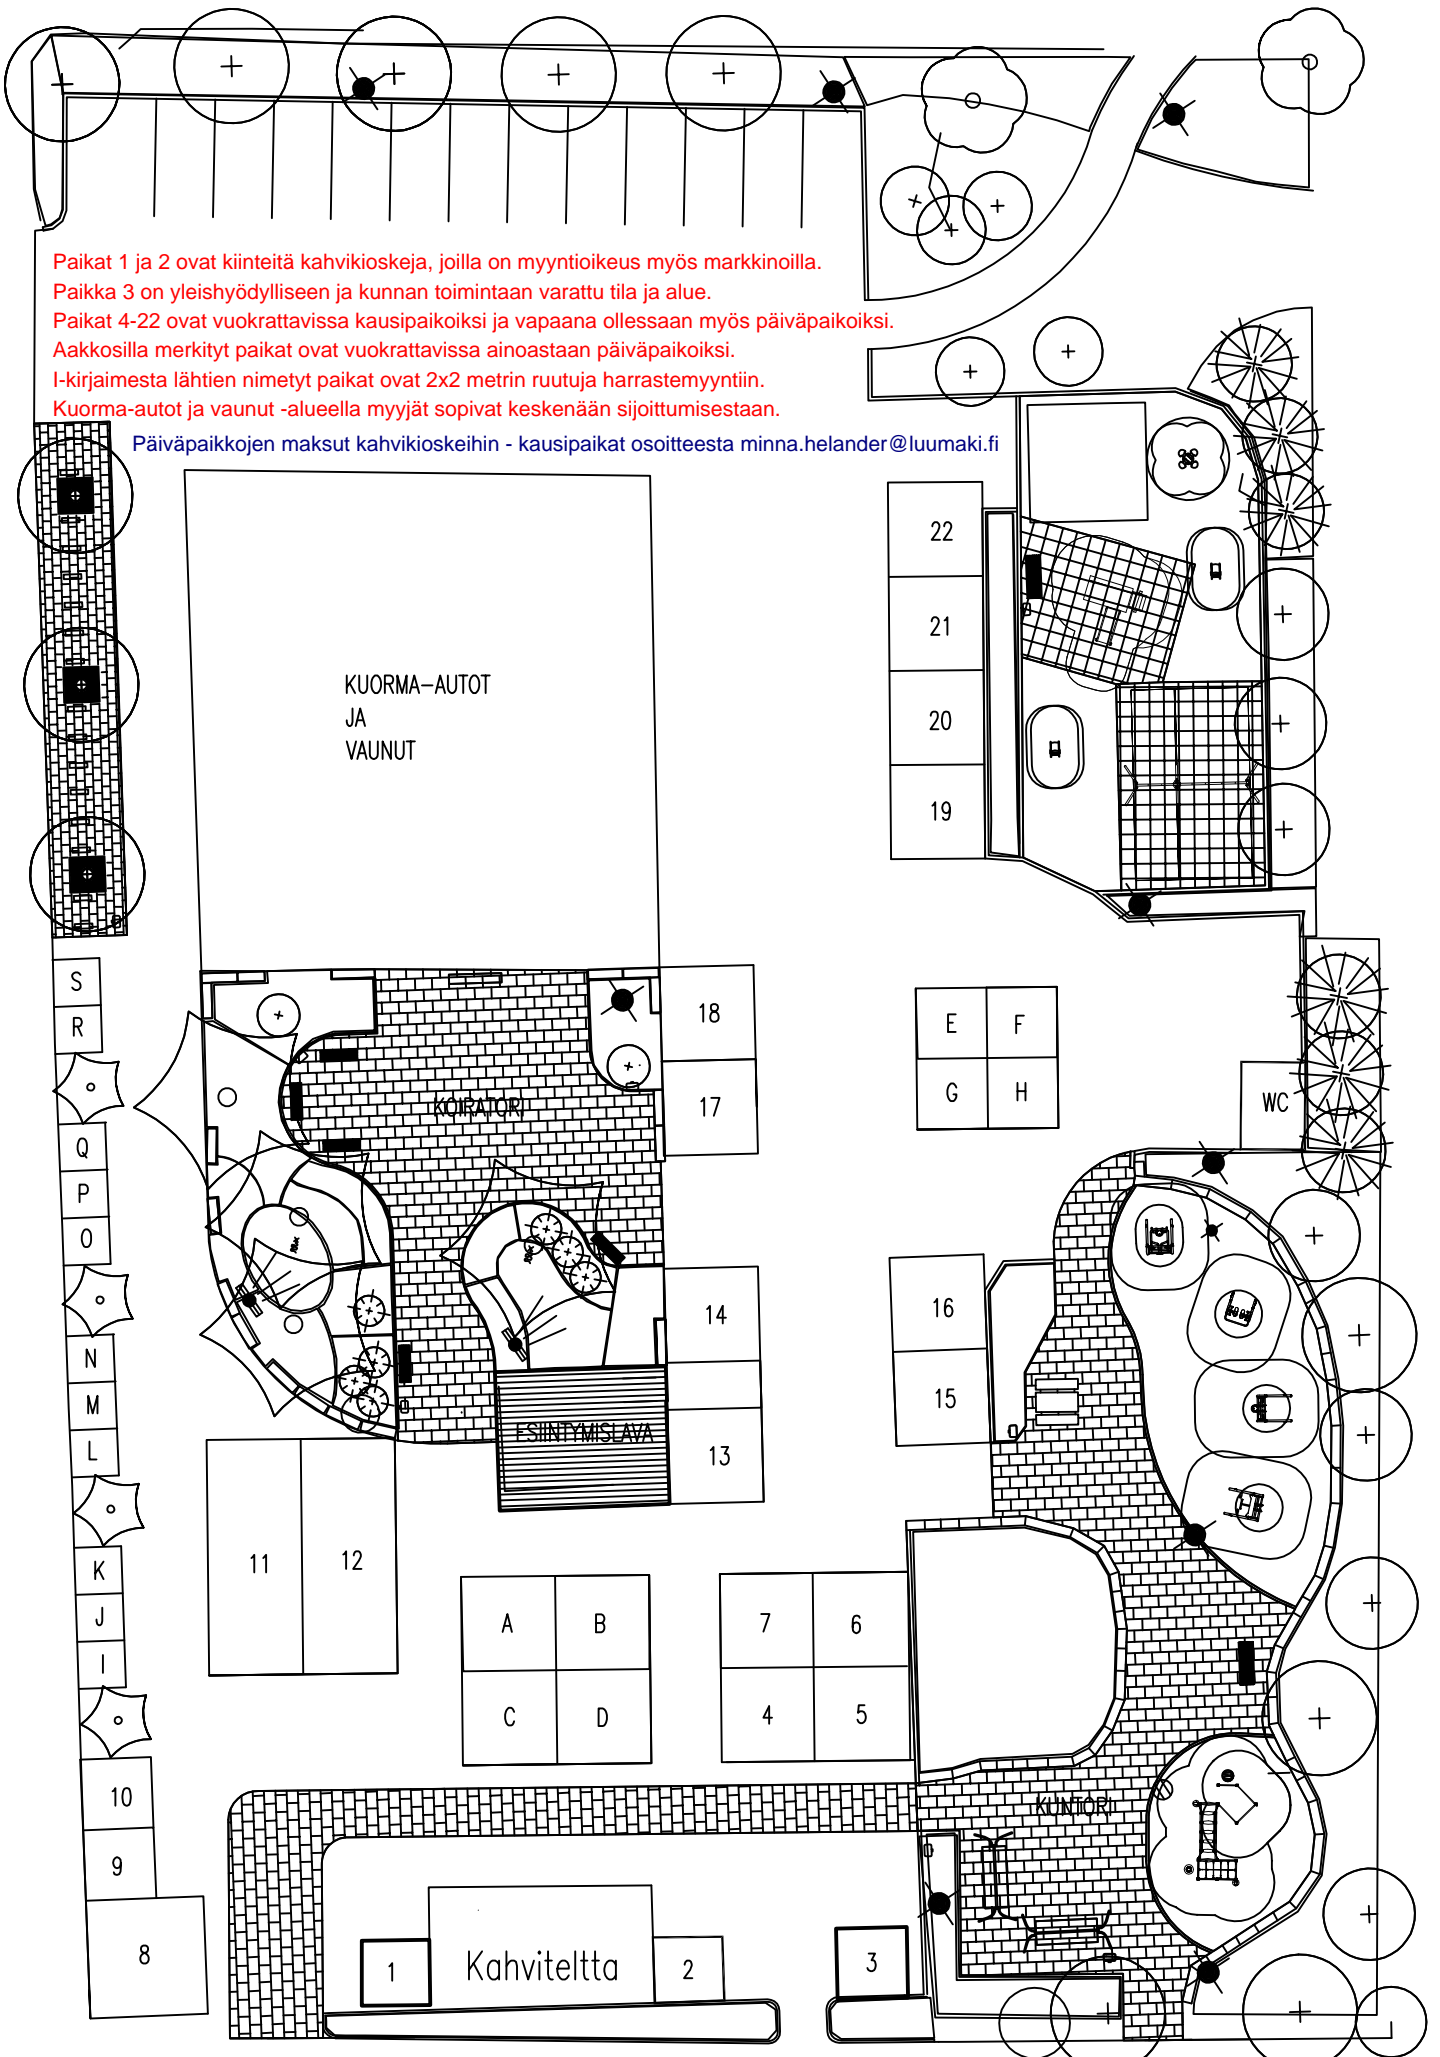 Paikat 1 ja 2 ovat kiinteitä kahvikioskeja, joilla on myyntioikeus myös markkinoilla.
Paikka 3 on yleishyödylliseen ja kunnan toimintaan varattu tila ja alue.
Paikat 4-22 ovat vuokrattavissa kausipaikoiksi ja vapaana ollessaan myös päiväpaikoiksi.
Aakkosilla merkityt paikat ovat vuokrattavissa ainoastaan päiväpaikoiksi.
I-kirjaimesta lähtien nimetyt paikat ovat 2x2 metrin ruutuja harrastemyyntiin.
Kuorma-autot ja vaunut -alueella myyjät sopivat keskenään sijoittumisestaan.
Päiväpaikkojen maksut kahvikioskeihin - kausipaikat osoitteesta minna.helander@luumaki.fi
KUORMA-AUTOT
JA
VAUNUT
22
21
20
19
S
R
Q
P
O
N
M
L
K
J
I
10
9
8
KOIRATORI
18
17
E F
G H
WC
14
13
16
15
ESIINTYMISLAVA
11 12
A B
C D
7 6
4 5
KUNTORI
1
Kahviteltta
2
3